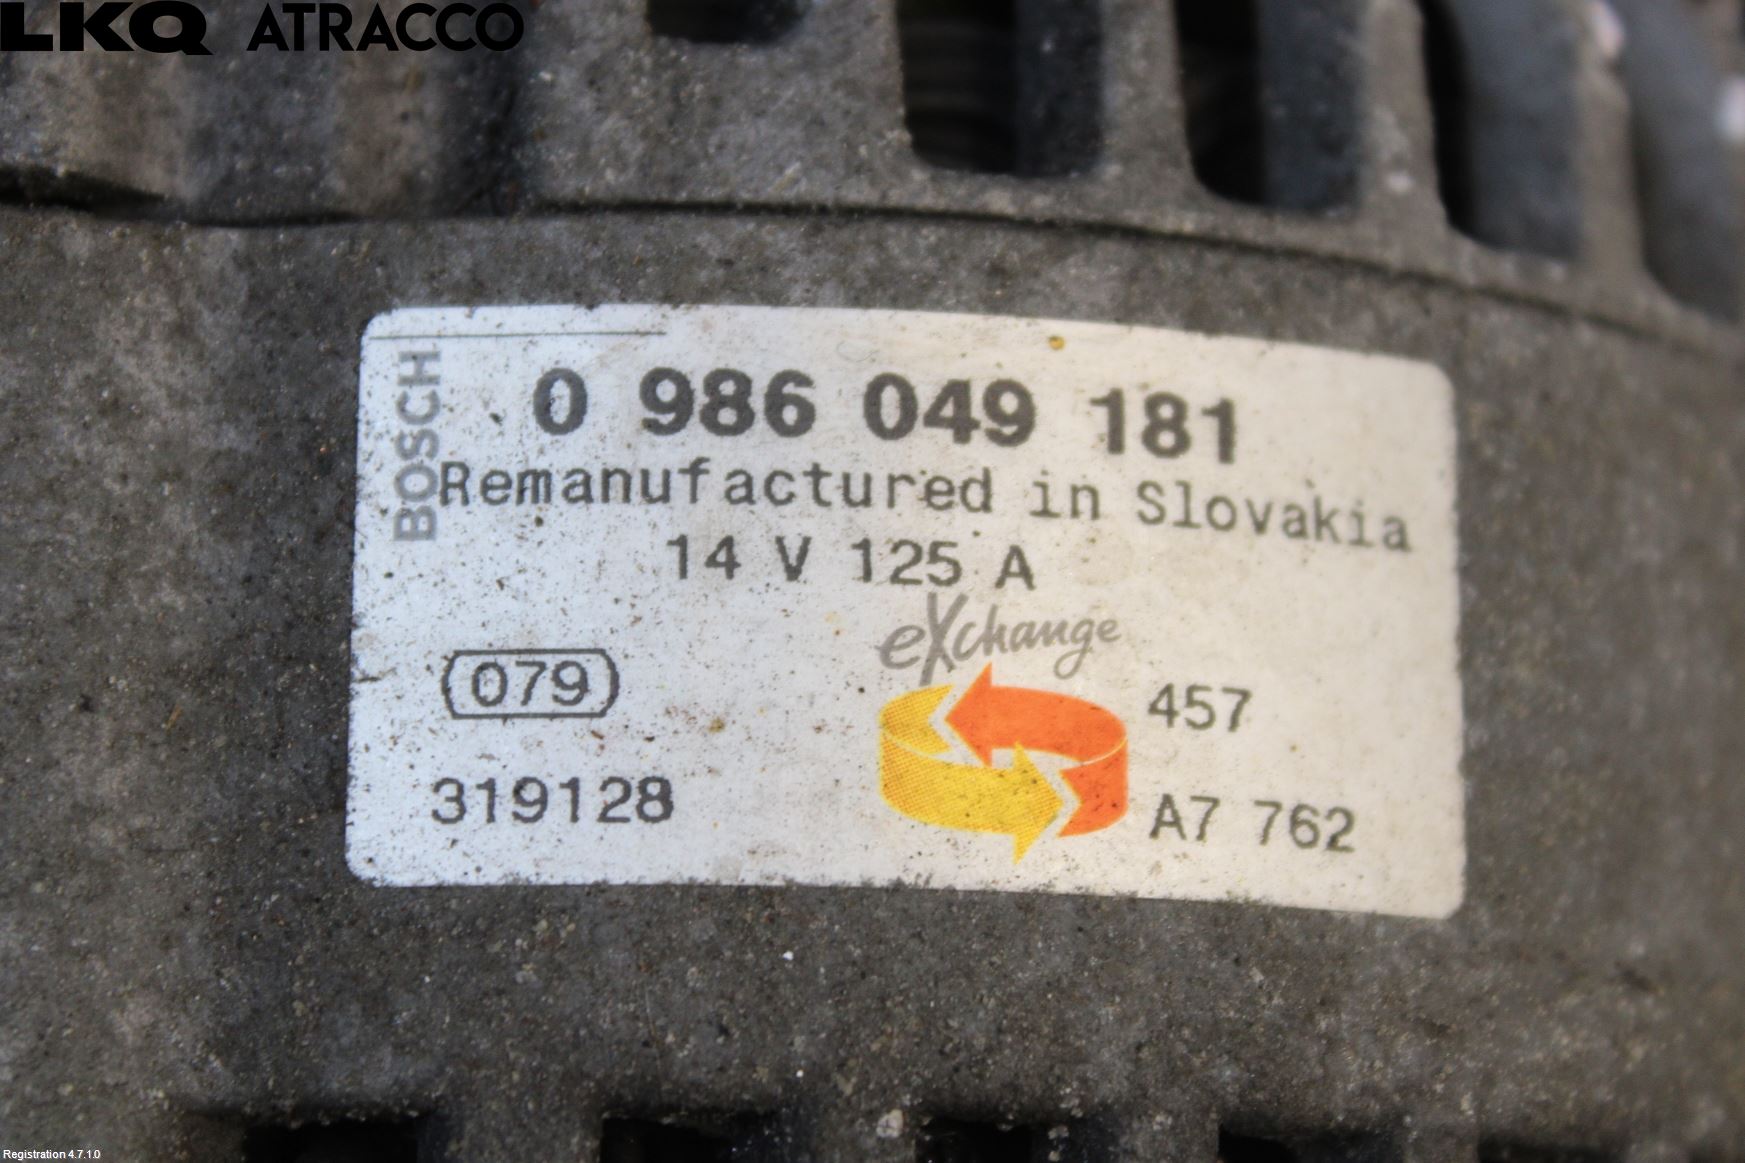 LKQ ATRACCO
BOSCH
0 986 049 181
Remanufactured in Slovakia
14 V 125 A
eXchange
079
457
319128
A7 762
Registration 4.7.1.0